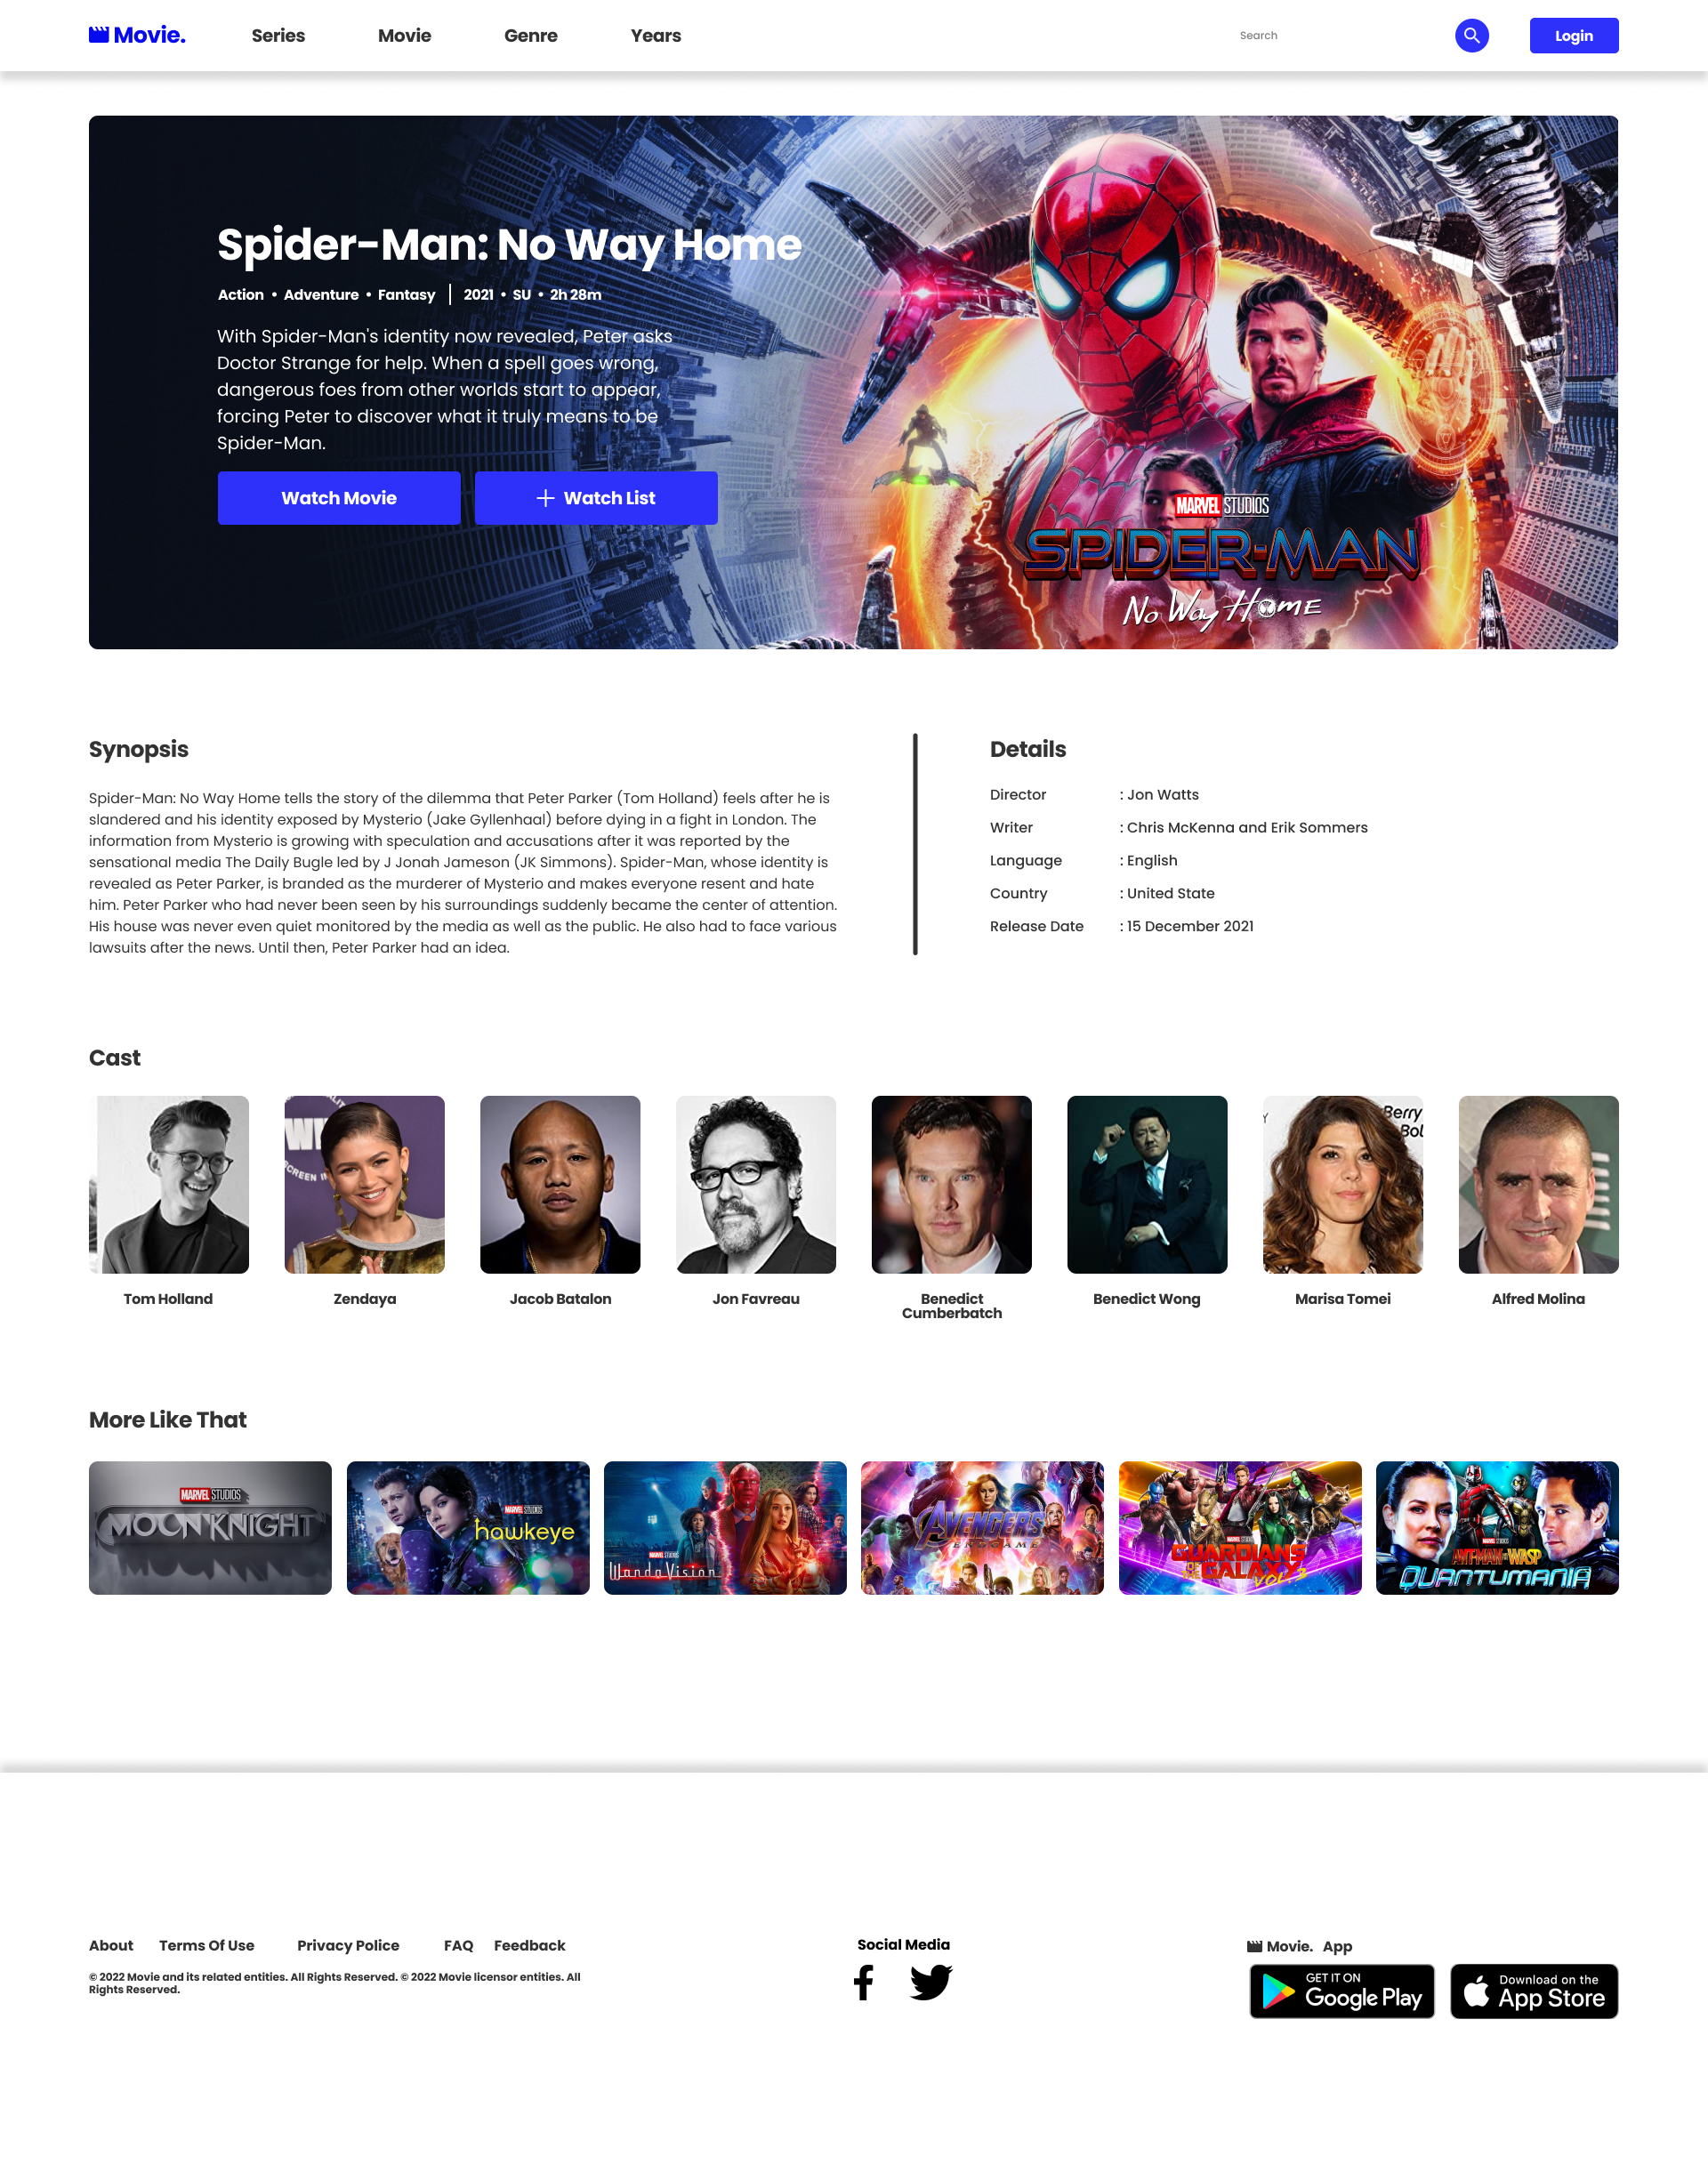 Movie. Series Movie Genre Years Search Login
Spider-Man: No Way Home
Action • Adventure • Fantasy | 2021 • SU • 2h 28m
With Spider-Man's identity now revealed, Peter asks
Doctor Strange for help. When a spell goes wrong,
dangerous foes from other worlds start to appear,
forcing Peter to discover what it truly means to be
Spider-Man.
Watch Movie + Watch List
MARVEL STUDIOS
SPIDER-MAN
No Way Home
Synopsis
Spider-Man: No Way Home tells the story of the dilemma that Peter Parker (Tom Holland) feels after he is
slandered and his identity exposed by Mysterio (Jake Gyllenhaal) before dying in a fight in London. The
information from Mysterio is growing with speculation and accusations after it was reported by the
sensational media The Daily Bugle led by J Jonah Jameson (JK Simmons). Spider-Man, whose identity is
revealed as Peter Parker, is branded as the murderer of Mysterio and makes everyone resent and hate
him. Peter Parker who had never been seen by his surroundings suddenly became the center of attention.
His house was never even quiet monitored by the media as well as the public. He also had to face various
lawsuits after the news. Until then, Peter Parker had an idea.
Details
Director : Jon Watts
Writer : Chris McKenna and Erik Sommers
Language : English
Country : United State
Release Date : 15 December 2021
Cast
SCREEN
Berry
Bol
Tom Holland
Zendaya
Jacob Batalon
Jon Favreau
Benedict
Cumberbatch
Benedict Wong
Marisa Tomei
Alfred Molina
More Like That
MARVEL STUDIOS
MOON KNIGHT
MARVEL STUDIOS
hawkeye
MARVEL STUDIOS
WandaVision
AVENGERS
ENDGAME
MARVEL STUDIOS
GUARDIANS
OF THE GALAXY
VOL. 3
MARVEL STUDIOS
ANT-MAN AND THE WASP
QUANTUMANIA
About Terms Of Use Privacy Police FAQ Feedback
© 2022 Movie and its related entities. All Rights Reserved. © 2022 Movie licensor entities. All
Rights Reserved.
Social Media
Movie. App
GET IT ON
Google Play
Download on the
App Store